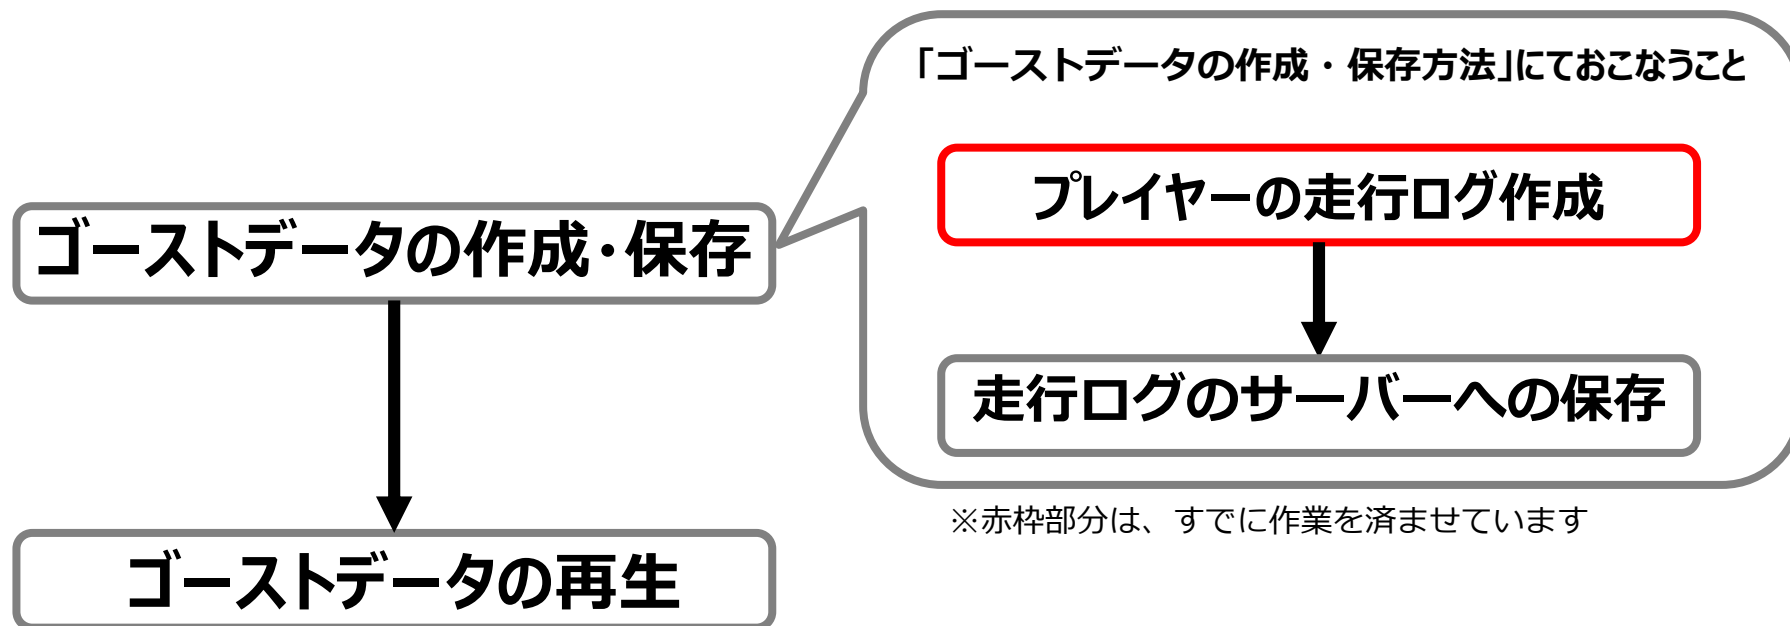 「ゴーストデータの作成・保存方法」にておこなうこと
プレイヤーの走行ログ作成
ゴーストデータの作成・保存
走行ログのサーバーへの保存
※赤枠部分は、すでに作業を済ませています
ゴーストデータの再生